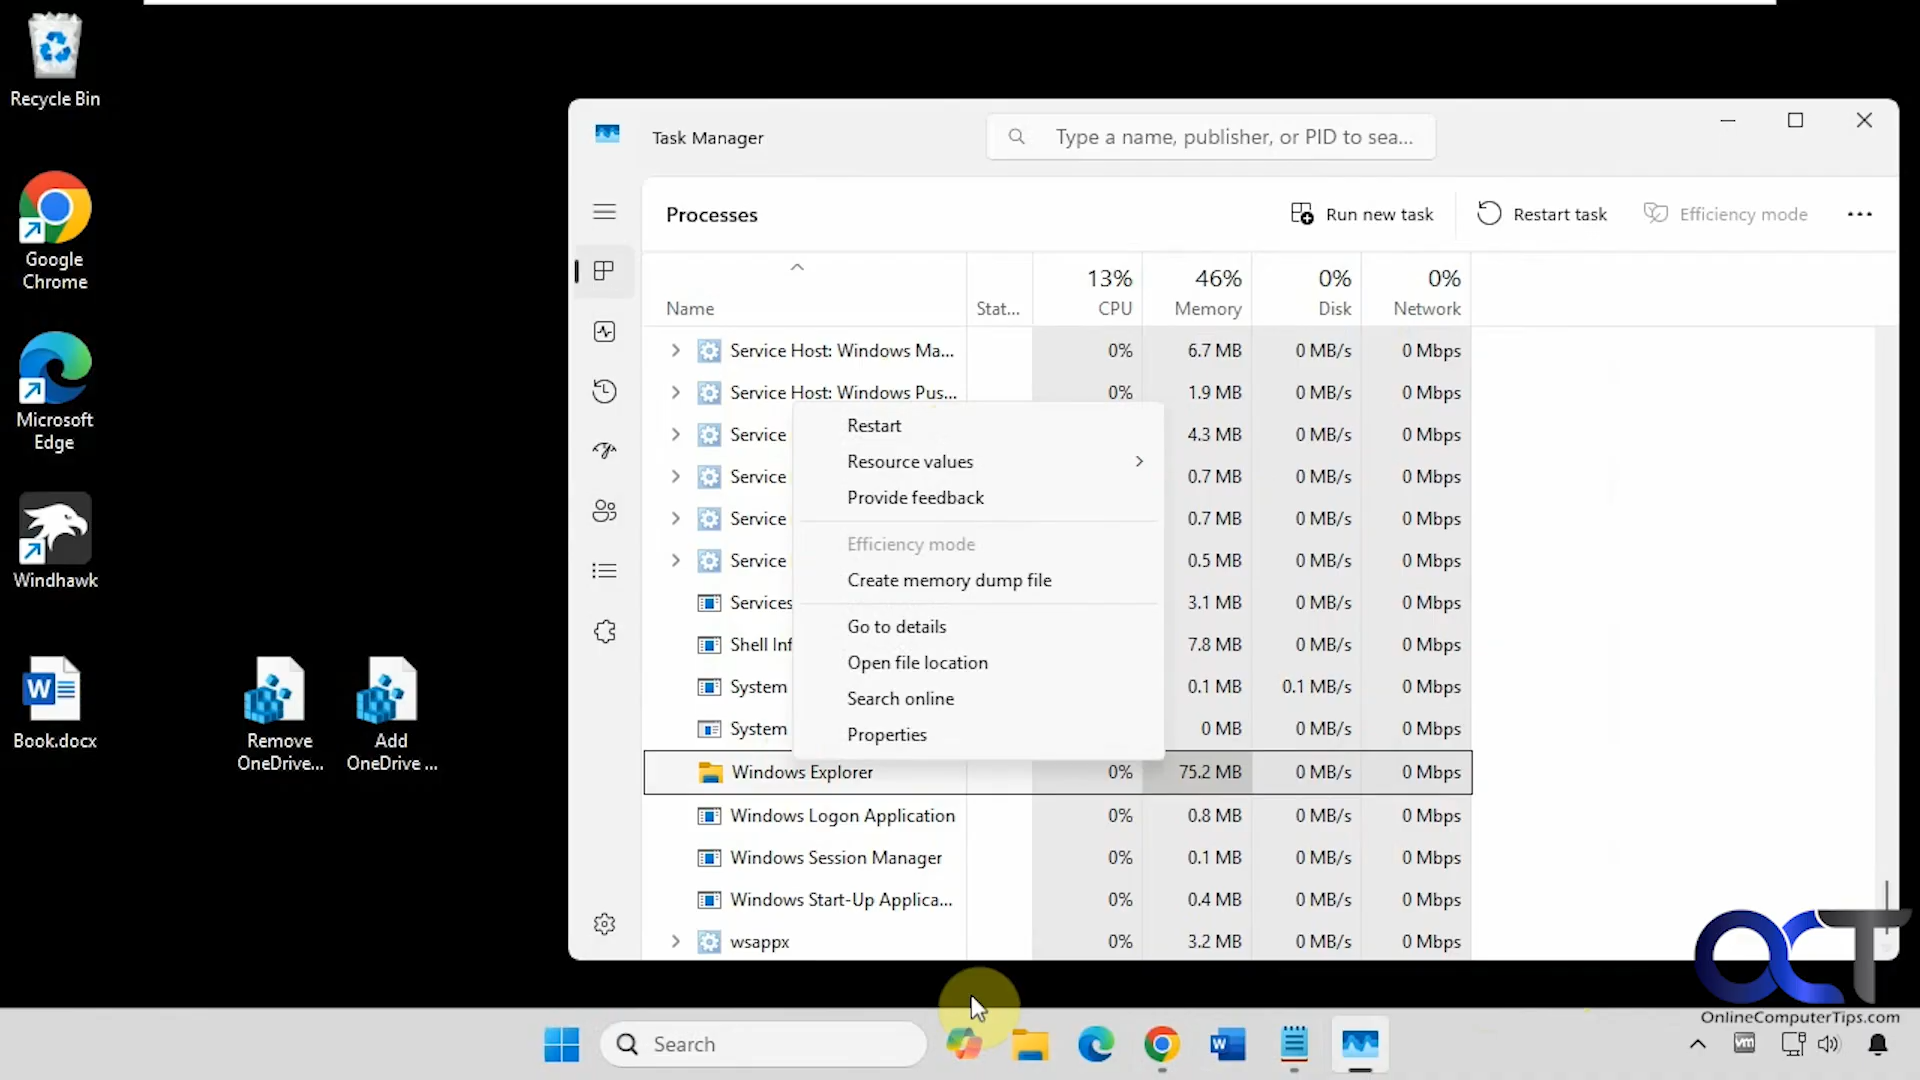 Recycle Bin
Google
Chrome
Microsoft
Edge
Windhawk
Book.docx
Remove
OneDrive...
Add
OneDrive ...
Task Manager
Type a name, publisher, or PID to sea...
Processes
Run new task
Restart task
Efficiency mode
Name
Stat...
13%
CPU
46%
Memory
0%
Disk
0%
Network
Service Host: Windows Ma... 0% 6.7 MB 0 MB/s 0 Mbps
Service Host: Windows Pus... 0% 1.9 MB 0 MB/s 0 Mbps
Service 4.3 MB 0 MB/s 0 Mbps
Service 0.7 MB 0 MB/s 0 Mbps
Service 0.7 MB 0 MB/s 0 Mbps
Service 0.5 MB 0 MB/s 0 Mbps
Services 3.1 MB 0 MB/s 0 Mbps
Shell Inf 7.8 MB 0 MB/s 0 Mbps
System 0.1 MB 0.1 MB/s 0 Mbps
System 0 MB 0 MB/s 0 Mbps
Windows Explorer 0% 75.2 MB 0 MB/s 0 Mbps
Windows Logon Application 0% 0.8 MB 0 MB/s 0 Mbps
Windows Session Manager 0% 0.1 MB 0 MB/s 0 Mbps
Windows Start-Up Applica... 0% 0.4 MB 0 MB/s 0 Mbps
wsappx 0% 3.2 MB 0 MB/s 0 Mbps
Restart
Resource values
Provide feedback
Efficiency mode
Create memory dump file
Go to details
Open file location
Search online
Properties
OCT
OnlineComputerTips.com
Search
W
W
vm